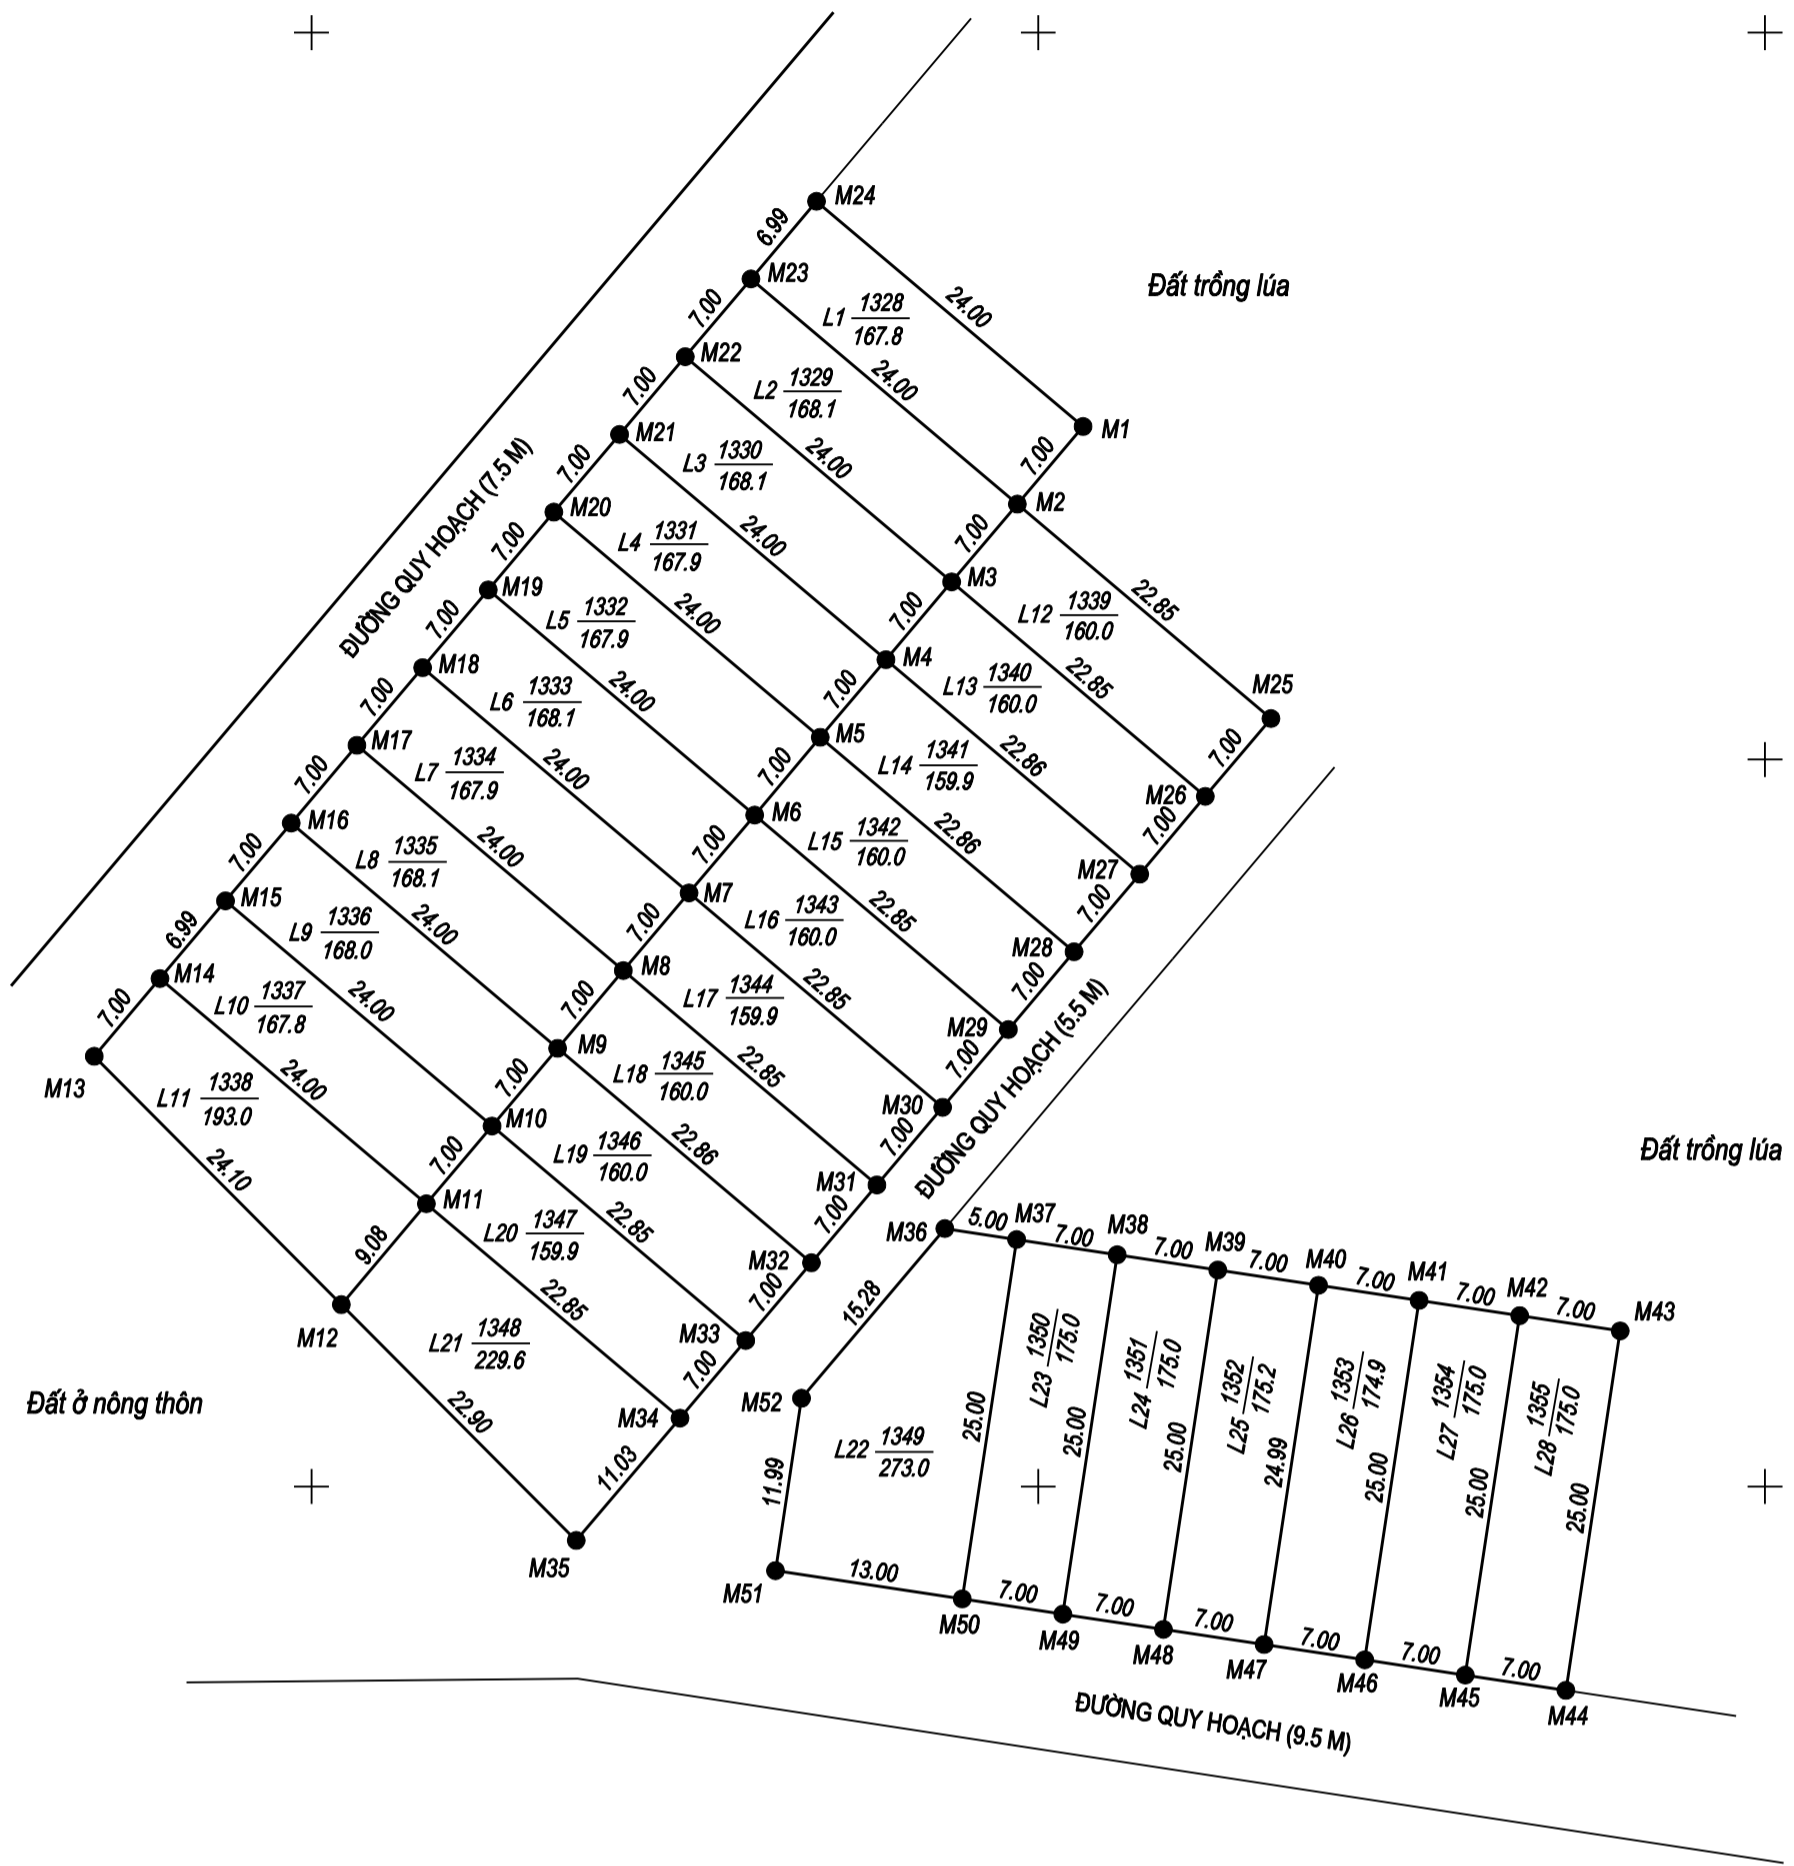 M24
6.99
M23
24.00
Đất trồng lúa
L1 1328
167.8
7.00
M22
24.00
L2 1329
168.1
M1
7.00
7.00
M21
24.00
L3 1330
168.1
M2
7.00
ĐƯỜNG QUY HOẠCH (7.5 M)
7.00
M20
24.00
L4 1331
167.9
M3
22.85
L12 1339
160.0
7.00
7.00
M19
24.00
L5 1332
167.9
M4
22.85
L13 1340
160.0
M25
7.00
7.00
7.00
M18
24.00
L6 1333
168.1
M5
22.86
L14 1341
159.9
M26
7.00
7.00
7.00
M17
24.00
L7 1334
167.9
M6
22.86
L15 1342
160.0
M27
7.00
7.00
7.00
M16
24.00
L8 1335
168.1
M7
22.85
L16 1343
160.0
M28
7.00
7.00
7.00
M15
24.00
L9 1336
168.0
M8
22.85
L17 1344
159.9
M29
7.00
ĐƯỜNG QUY HOẠCH (5.5 M)
6.99
7.00
M14
24.00
L10 1337
167.8
M9
22.85
L18 1345
160.0
M30
7.00
7.00
7.00
M13
24.00
L11 1338
193.0
M10
22.86
L19 1346
160.0
M31
7.00
Đất trồng lúa
24.10
7.00
M11
22.85
L20 1347
159.9
M32
7.00
9.08
M12
22.85
L21 1348
229.6
M33
7.00
Đất ở nông thôn
22.90
M34
11.03
M35
M36
5.00
M37
7.00
M38
7.00
M39
7.00
M40
7.00
M41
7.00
M42
7.00
M43
15.28
M52
11.99
L22 1349
273.0
25.00
L23 1350
175.0
25.00
L24 1351
175.0
25.00
L25 1352
175.2
24.99
L26 1353
174.9
25.00
L27 1354
175.0
25.00
L28 1355
175.0
25.00
M51
13.00
M50
7.00
M49
7.00
M48
7.00
M47
7.00
M46
7.00
M45
7.00
M44
ĐƯỜNG QUY HOẠCH (9.5 M)